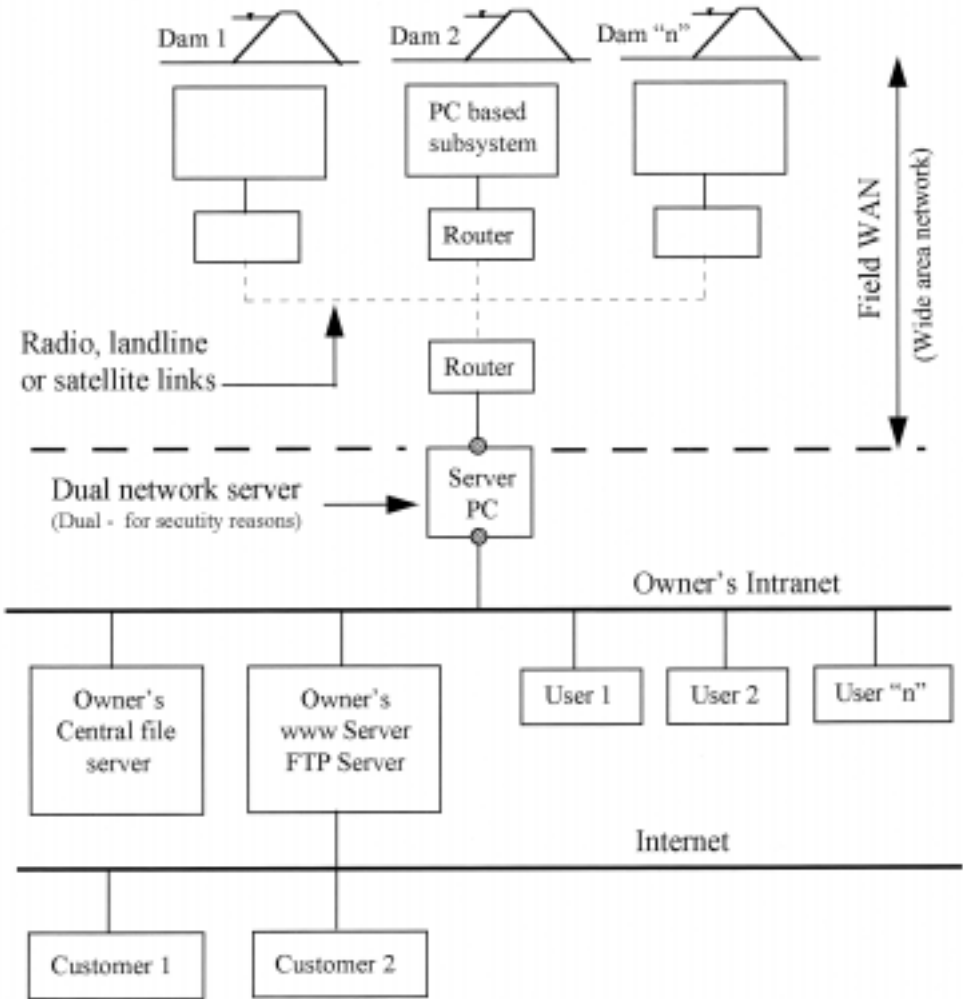 Dam 1
Dam 2
Dam “n”
PC based
subsystem
Router
Field WAN
(Wide area network)
Radio, landline
or satellite links
Router
Dual network server
(Dual - for secutity reasons)
Server
PC
Owner’s Intranet
Owner’s
Central file
server
Owner’s
www Server
FTP Server
User 1
User 2
User “n”
Internet
Customer 1
Customer 2